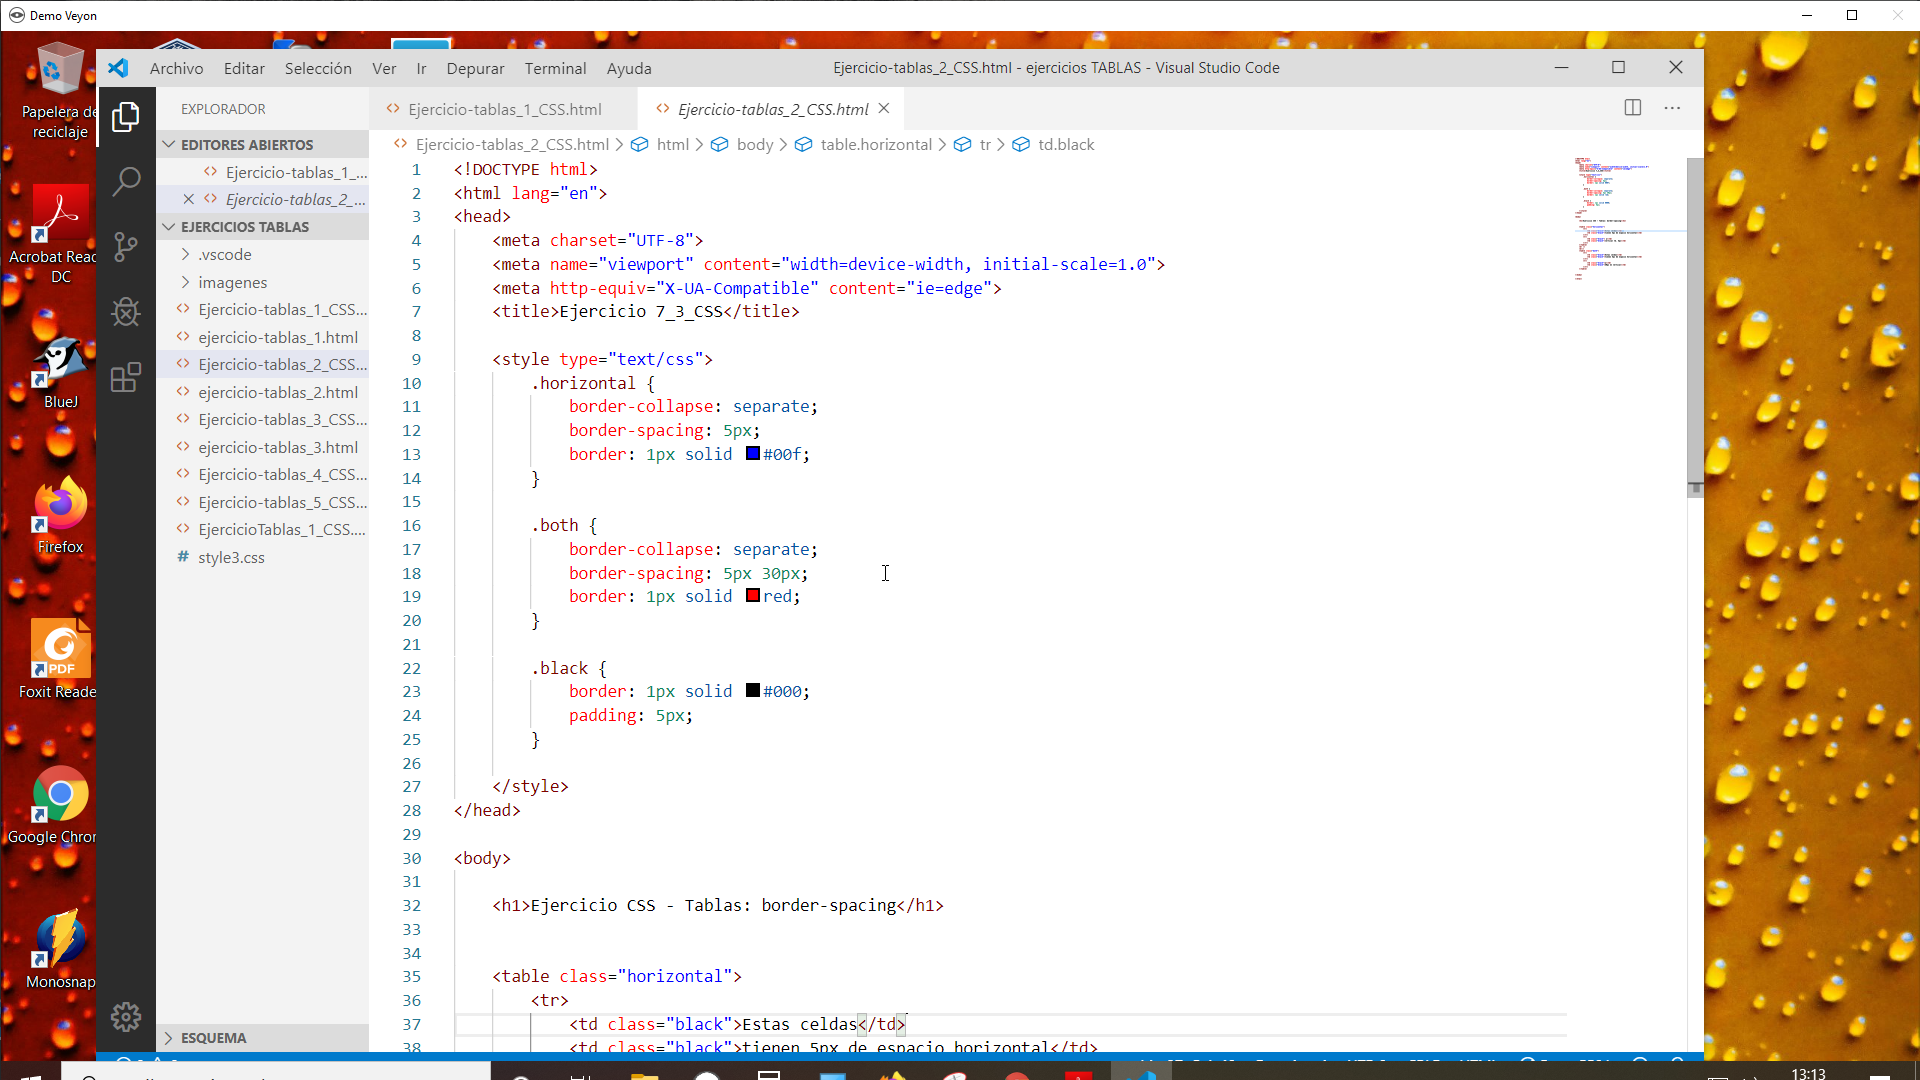 Demo Veyon
Archivo Editar Selección Ver Ir Depurar Terminal Ayuda
Ejercicio-tablas_2_CSS.html - ejercicios TABLAS - Visual Studio Code
Papelera de
reciclaje
Acrobat Read
DC
BlueJ
Firefox
Foxit Reade
Google Chrom
Monosnap
EXPLORADOR
EDITORES ABIERTOS
Ejercicio-tablas_1_...
Ejercicio-tablas_2_...
EJERCICIOS TABLAS
.vscode
imagenes
Ejercicio-tablas_1_CSS...
ejercicio-tablas_1.html
Ejercicio-tablas_2_CSS...
ejercicio-tablas_2.html
Ejercicio-tablas_3_CSS...
ejercicio-tablas_3.html
Ejercicio-tablas_4_CSS...
Ejercicio-tablas_5_CSS...
EjercicioTablas_1_CSS....
# style3.css
ESQUEMA
Ejercicio-tablas_1_CSS.html
Ejercicio-tablas_2_CSS.html
Ejercicio-tablas_2_CSS.html > html > body > table.horizontal > tr > td.black
1 <!DOCTYPE html>
2 <html lang="en">
3 <head>
4 <meta charset="UTF-8">
5 <meta name="viewport" content="width=device-width, initial-scale=1.0">
6 <meta http-equiv="X-UA-Compatible" content="ie=edge">
7 <title>Ejercicio 7_3_CSS</title>
8
9 <style type="text/css">
10 .horizontal {
11 border-collapse: separate;
12 border-spacing: 5px;
13 border: 1px solid #00f;
14 }
15
16 .both {
17 border-collapse: separate;
18 border-spacing: 5px 30px;
19 border: 1px solid red;
20 }
21
22 .black {
23 border: 1px solid #000;
24 padding: 5px;
25 }
26
27 </style>
28 </head>
29
30 <body>
31
32 <h1>Ejercicio CSS - Tablas: border-spacing</h1>
33
34
35 <table class="horizontal">
36 <tr>
37 <td class="black">Estas celdas</td>
38 <td class="black">tienen 5px de espacio horizontal</td>
13:13